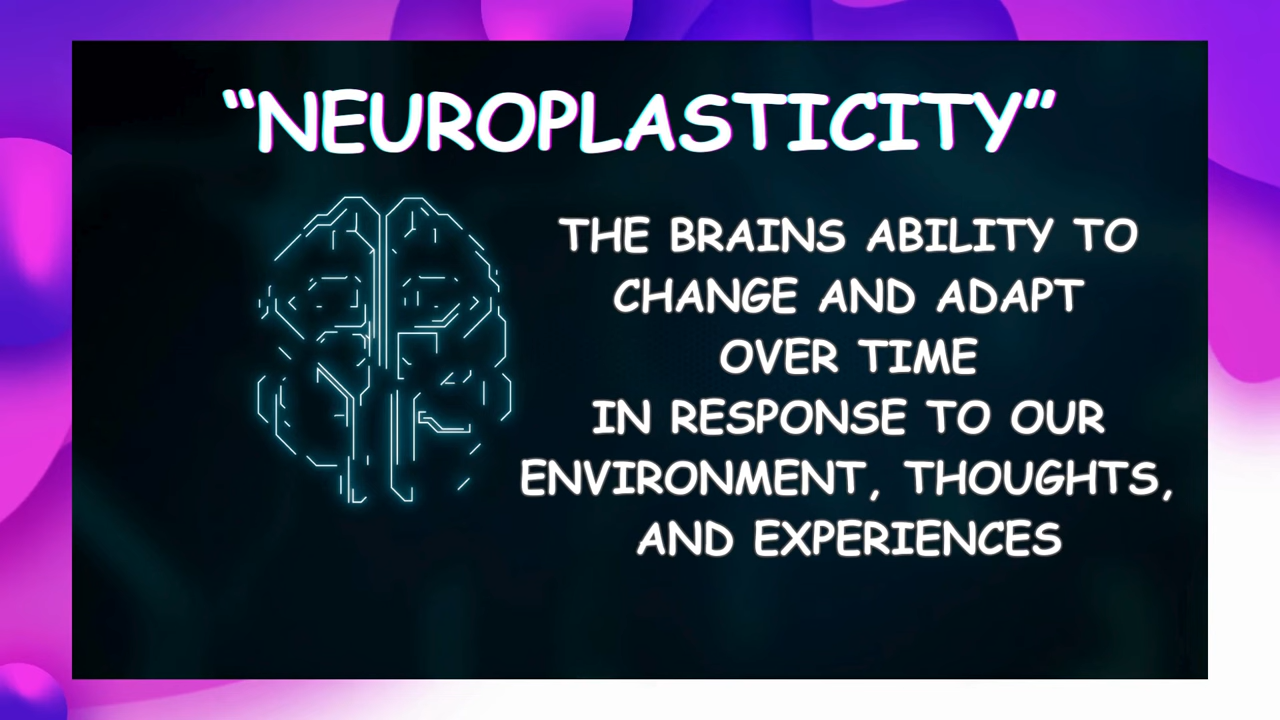 “NEUROPLASTICITY”
THE BRAINS ABILITY TO
CHANGE AND ADAPT
OVER TIME
IN RESPONSE TO OUR
ENVIRONMENT, THOUGHTS,
AND EXPERIENCES